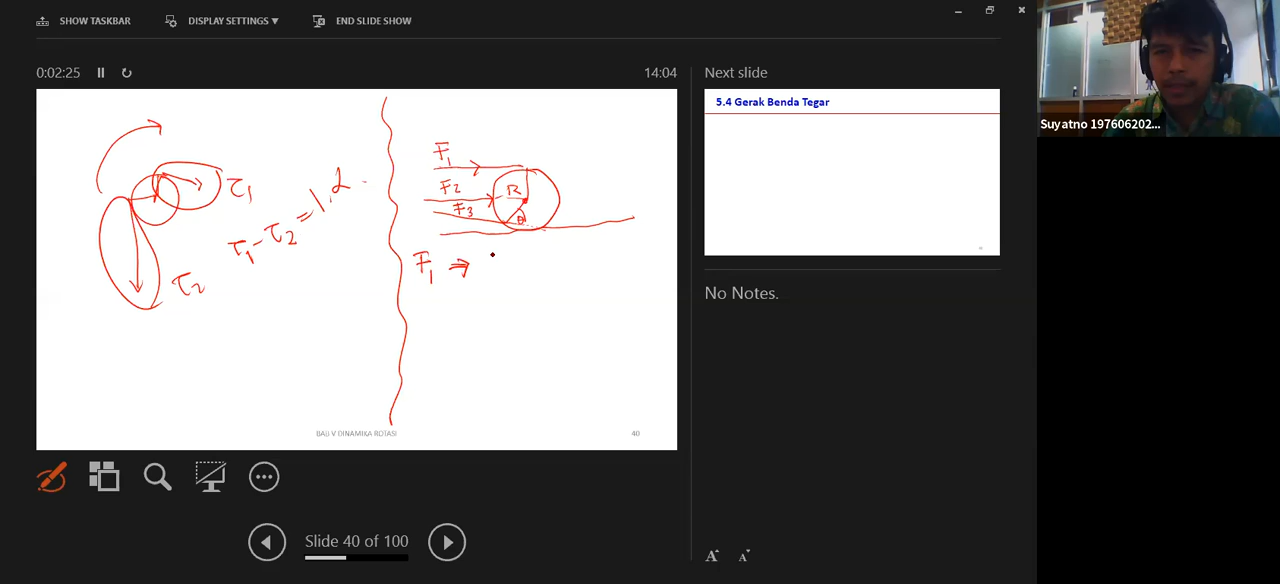 SHOW TASKBAR
DISPLAY SETTINGS ▼
END SLIDE SHOW
0:02:25
14:04
Next slide
τ1
τ2
τ1 - τ2 = 1,2
F1
F2
F3
R
θ
F1 ⇒
BAB V DINAMIKA ROTASI
40
5.4 Gerak Benda Tegar
No Notes.
Slide 40 of 100
A A
Suyatno 197606202...